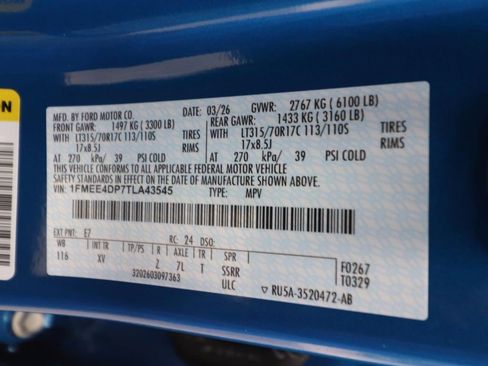 ON
MFD. BY FORD MOTOR CO. 03/26 GVWR: 2767 KG ( 6100 LB)
FRONT GAWR: 1497 KG ( 3300 LB) REAR GAWR: 1433 KG ( 3160 LB)
WITH LT315/70R17C 113/110S TIRES WITH LT315/70R17C 113/110S TIRES
17x8.5J RIMS 17x8.5J RIMS
AT 270 kPa/ 39 PSI COLD AT 270 kPa/ 39 PSI COLD
THIS VEHICLE CONFORMS TO ALL APPLICABLE FEDERAL MOTOR VEHICLE
SAFETY STANDARDS IN EFFECT ON THE DATE OF MANUFACTURE SHOWN ABOVE.
VIN: 1FMEE4DP7TLA43545 TYPE: MPV
EXT PNT: E7 RC: 24 DSO: F0267
WB INT TR TP/PS R AXLE TR SPR T0329
116 XV Z 7L T SSRR
3202603097363 ULC ▽ RU5A-3520472-AB